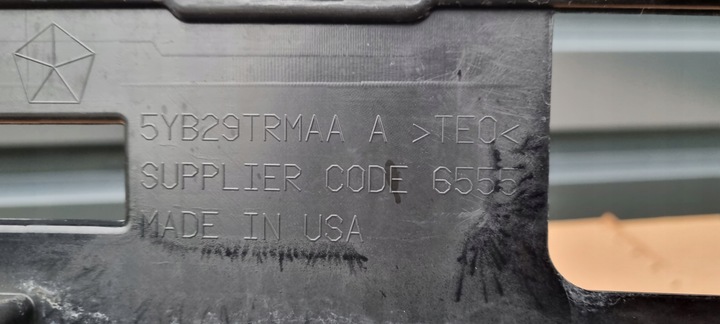 5YB29TRMAA A >TEO<
SUPPLIER CODE 6555
MADE IN USA